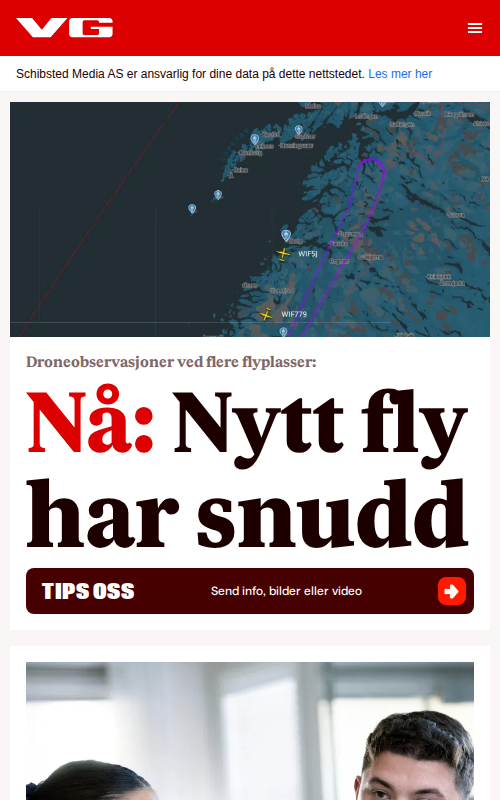 VG
Schibsted Media AS er ansvarlig for dine data på dette nettstedet. Les mer her
WIF5J
WIF779
Droneobservasjoner ved flere flyplasser:
Nå: Nytt fly
har snudd
TIPS OSS
Send info, bilder eller video